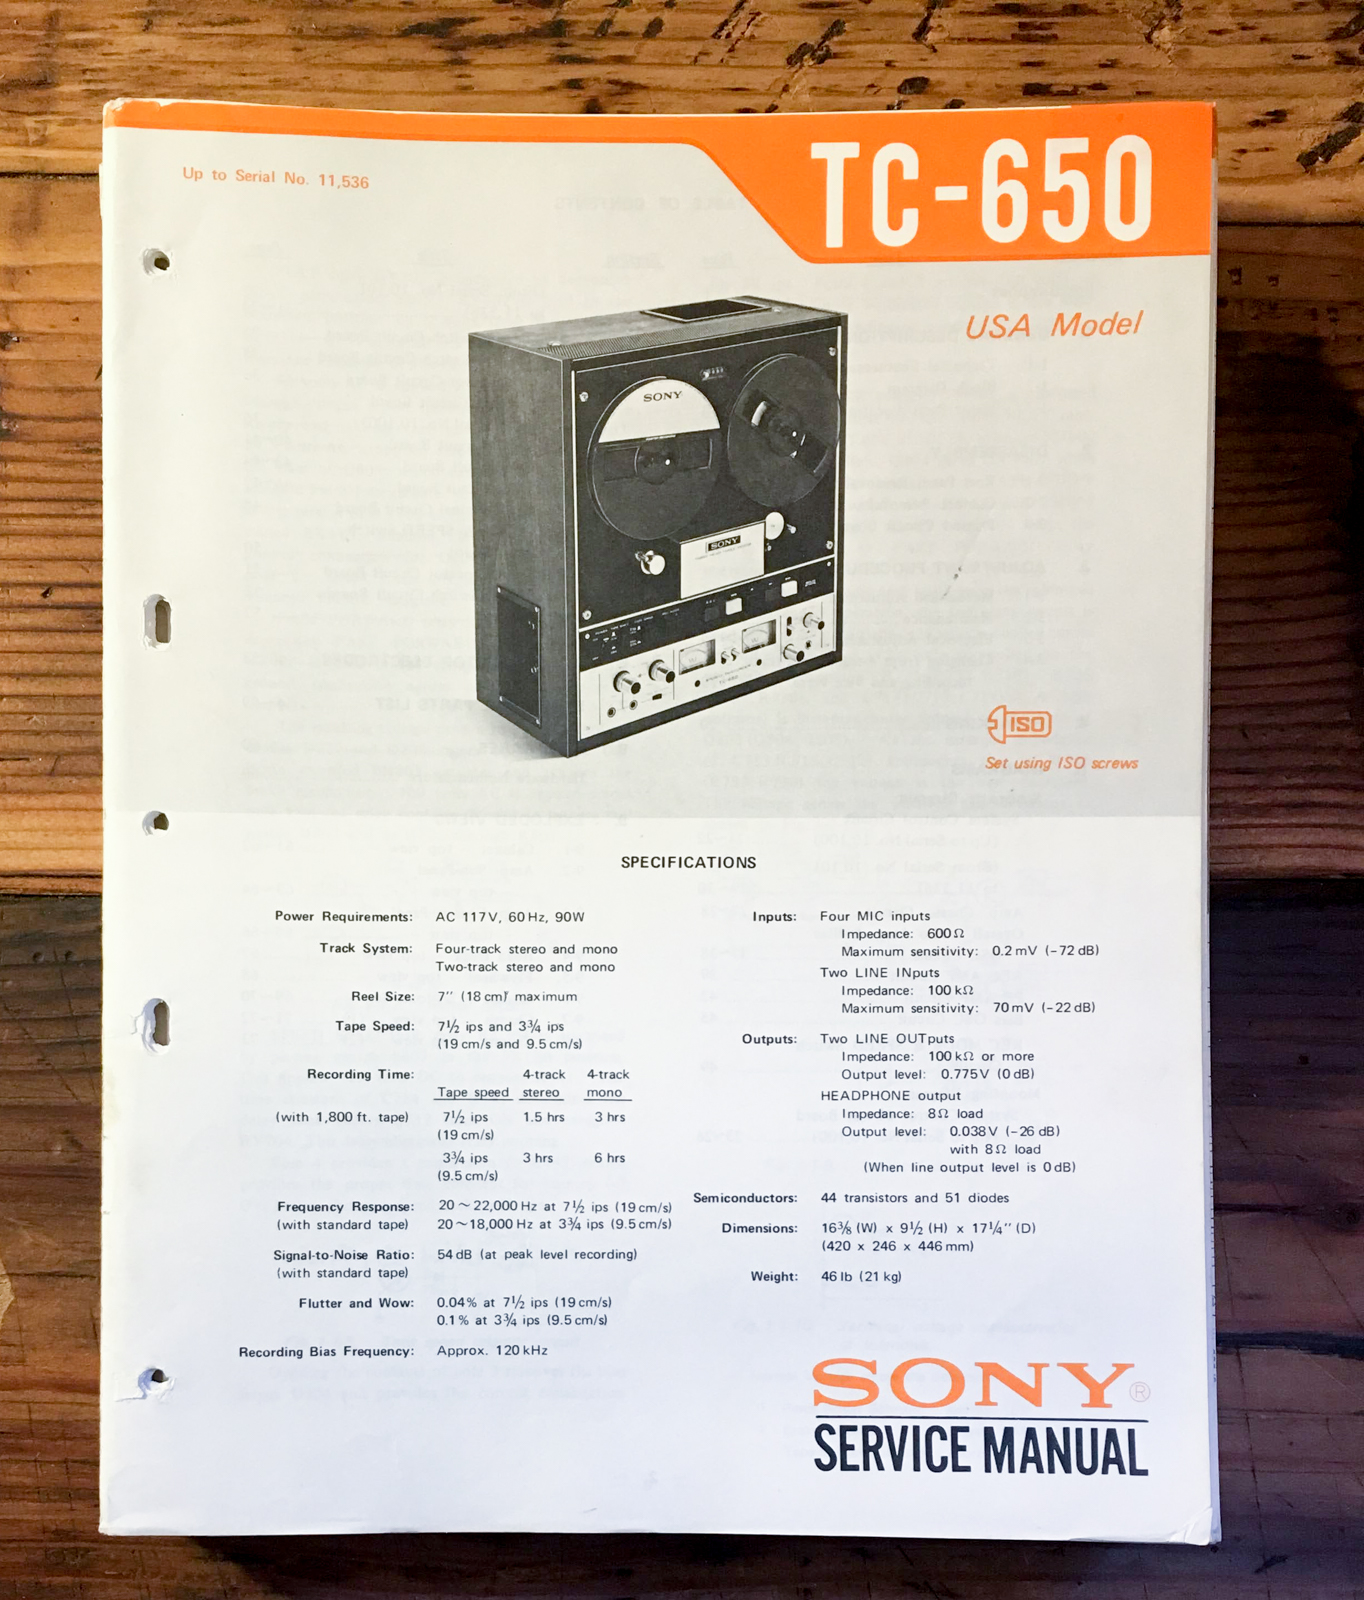 TC-650
Up to Serial No. 11,536
USA Model
SONY
SONY
ISO
Set using ISO screws
SPECIFICATIONS
Power Requirements: AC 117V, 60 Hz, 90W
Track System: Four-track stereo and mono
Two-track stereo and mono
Reel Size: 7" (18 cm) maximum
Tape Speed: 7½ ips and 3¾ ips
(19 cm/s and 9.5 cm/s)
Recording Time: 4-track 4-track
Tape speed stereo mono
(with 1,800 ft. tape) 7½ ips 1.5 hrs 3 hrs
(19 cm/s)
3¾ ips 3 hrs 6 hrs
(9.5 cm/s)
Frequency Response: 20 ~ 22,000 Hz at 7½ ips (19 cm/s)
(with standard tape) 20 ~ 18,000 Hz at 3¾ ips (9.5 cm/s)
Signal-to-Noise Ratio: 54 dB (at peak level recording)
(with standard tape)
Flutter and Wow: 0.04% at 7½ ips (19 cm/s)
0.1% at 3¾ ips (9.5 cm/s)
Recording Bias Frequency: Approx. 120 kHz
Inputs: Four MIC inputs
Impedance: 600 Ω
Maximum sensitivity: 0.2 mV (−72 dB)
Two LINE INputs
Impedance: 100 kΩ
Maximum sensitivity: 70 mV (−22 dB)
Outputs: Two LINE OUTputs
Impedance: 100 kΩ or more
Output level: 0.775 V (0 dB)
HEADPHONE output
Impedance: 8 Ω load
Output level: 0.038 V (−26 dB)
with 8 Ω load
(When line output level is 0 dB)
Semiconductors: 44 transistors and 51 diodes
Dimensions: 16⅜ (W) x 9½ (H) x 17¼" (D)
(420 x 246 x 446 mm)
Weight: 46 lb (21 kg)
SONY®
SERVICE MANUAL